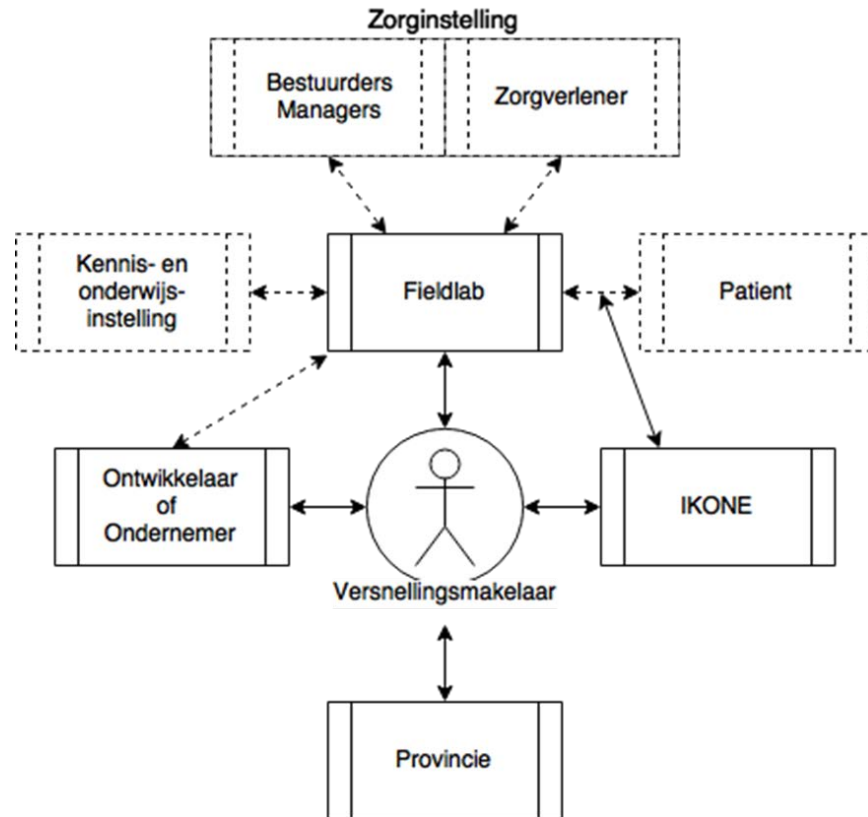 Zorginstelling
Bestuurders
Managers
Zorgverlener
Kennis- en
onderwijs-
instelling
Fieldlab
Patient
Ontwikkelaar
of
Ondernemer
IKONE
Versnellingsmakelaar
Provincie